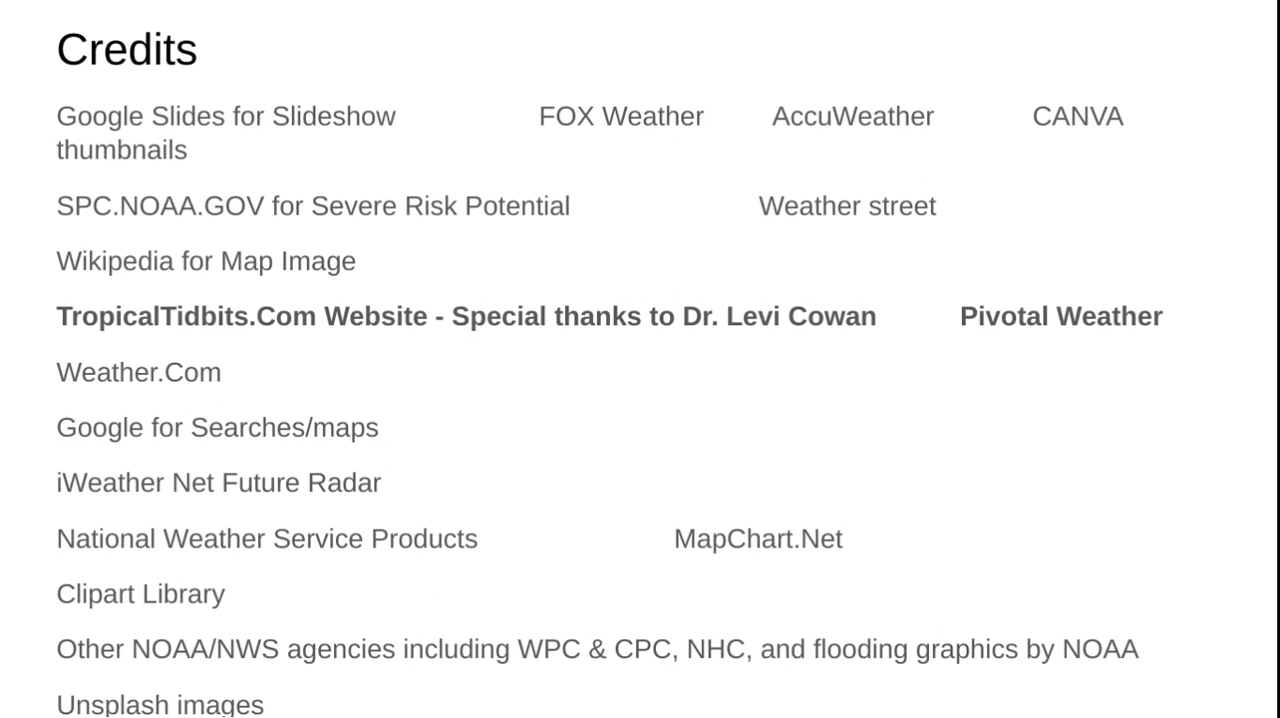 Credits
Google Slides for Slideshow FOX Weather AccuWeather CANVA
thumbnails
SPC.NOAA.GOV for Severe Risk Potential Weather street
Wikipedia for Map Image
TropicalTidbits.Com Website - Special thanks to Dr. Levi Cowan Pivotal Weather
Weather.Com
Google for Searches/maps
iWeather Net Future Radar
National Weather Service Products MapChart.Net
Clipart Library
Other NOAA/NWS agencies including WPC & CPC, NHC, and flooding graphics by NOAA
Unsplash images